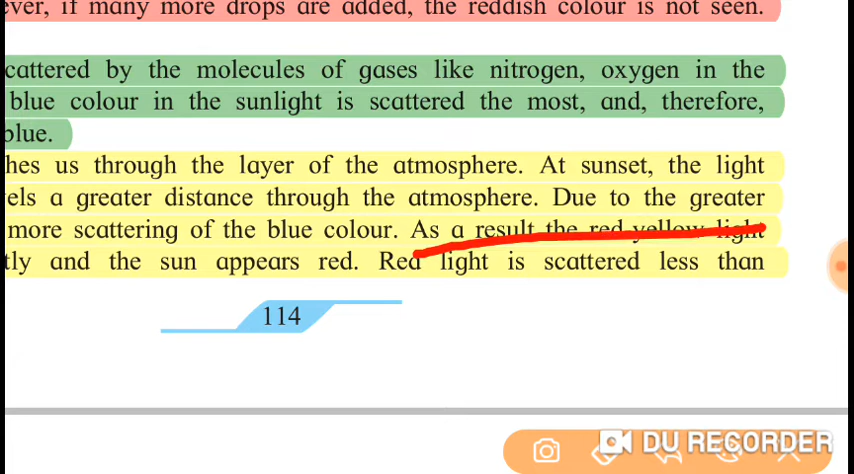 ever, if many more drops are added, the reddish colour is not seen.
cattered by the molecules of gases like nitrogen, oxygen in the
blue colour in the sunlight is scattered the most, and, therefore,
blue.
hes us through the layer of the atmosphere. At sunset, the light
els a greater distance through the atmosphere. Due to the greater
more scattering of the blue colour. As a result the red yellow light
tly and the sun appears red. Red light is scattered less than
114
DU RECORDER